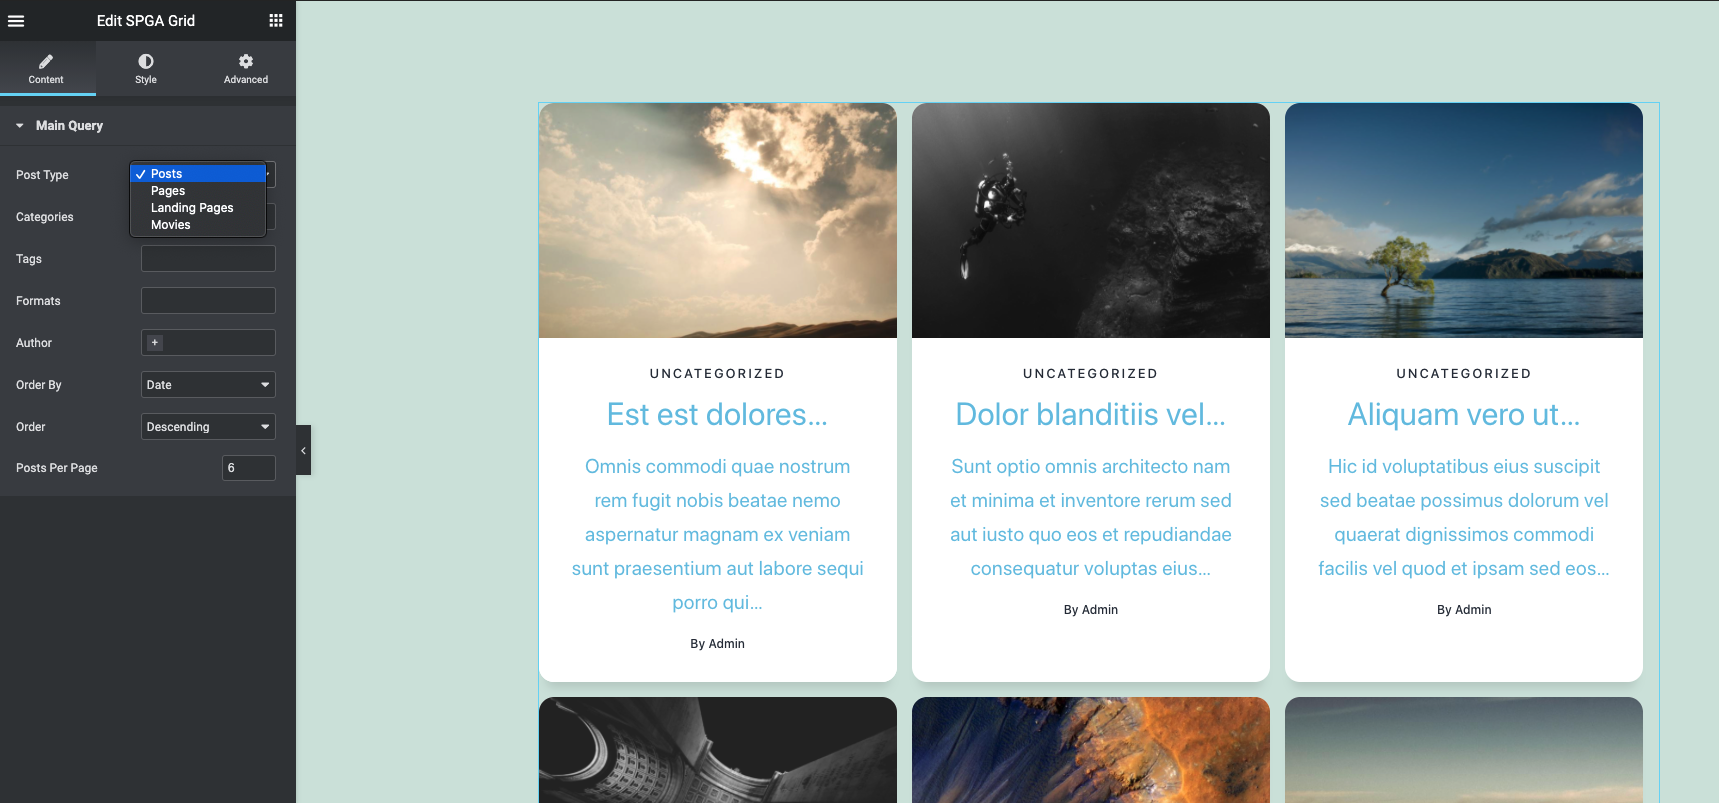 Edit SPGA Grid
Content
Style
Advanced
Main Query
Post Type
Posts
Pages
Landing Pages
Movies
Categories
Tags
Formats
Author
+
Order By
Date
Order
Descending
Posts Per Page
6
UNCATEGORIZED
Est est dolores...
Omnis commodi quae nostrum
rem fugit nobis beatae nemo
aspernatur magnam ex veniam
sunt praesentium aut labore sequi
porro qui...
By Admin
UNCATEGORIZED
Dolor blanditiis vel...
Sunt optio omnis architecto nam
et minima et inventore rerum sed
aut iusto quo eos et repudiandae
consequatur voluptas eius...
By Admin
UNCATEGORIZED
Aliquam vero ut...
Hic id voluptatibus eius suscipit
sed beatae possimus dolorum vel
quaerat dignissimos commodi
facilis vel quod et ipsam sed eos...
By Admin